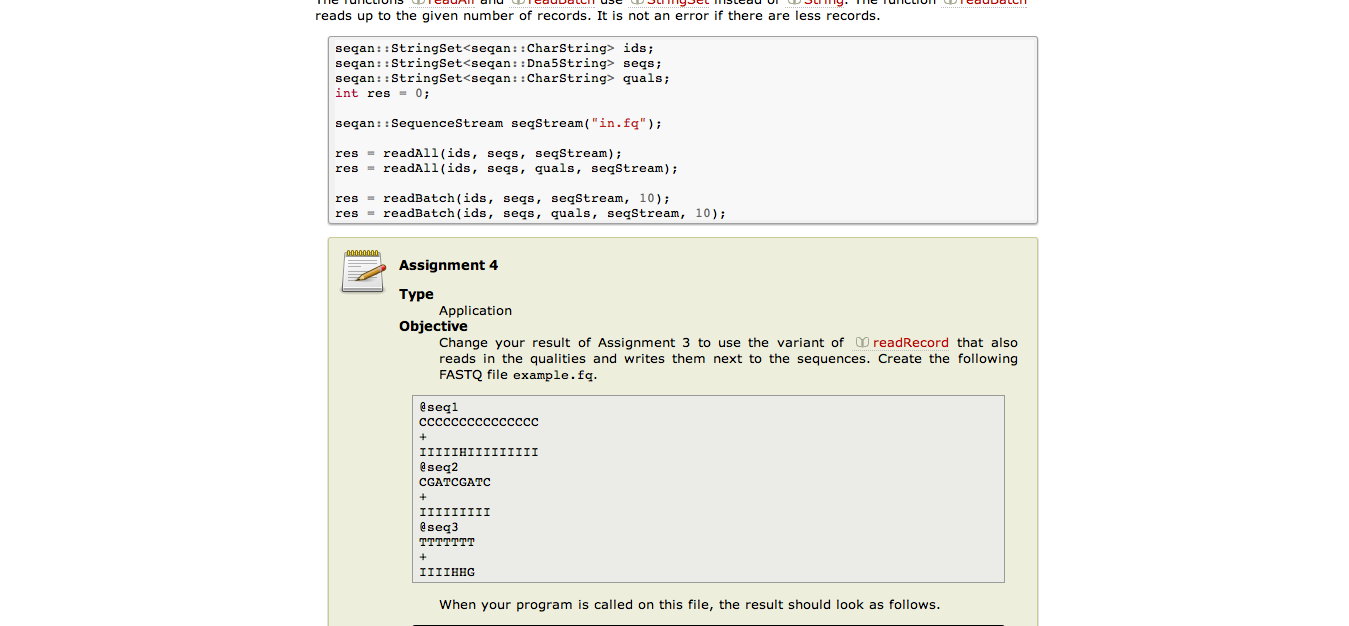 The functions readAll and readBatch use StringSet instead of String. The function readBatch
reads up to the given number of records. It is not an error if there are less records.
seqan::StringSet<seqan::CharString> ids;
seqan::StringSet<seqan::Dna5String> seqs;
seqan::StringSet<seqan::CharString> quals;
int res = 0;
seqan::SequenceStream seqStream("in.fq");
res = readAll(ids, seqs, seqStream);
res = readAll(ids, seqs, quals, seqStream);
res = readBatch(ids, seqs, seqStream, 10);
res = readBatch(ids, seqs, quals, seqStream, 10);
Assignment 4
Type
Application
Objective
Change your result of Assignment 3 to use the variant of readRecord that also
reads in the qualities and writes them next to the sequences. Create the following
FASTQ file example.fq.
@seq1
CCCCCCCCCCCCCCC
+
IIIIIHIIIIIIIII
@seq2
CGATCGATC
+
IIIIIIIII
@seq3
TTTTTTT
+
IIIIHHG
When your program is called on this file, the result should look as follows.